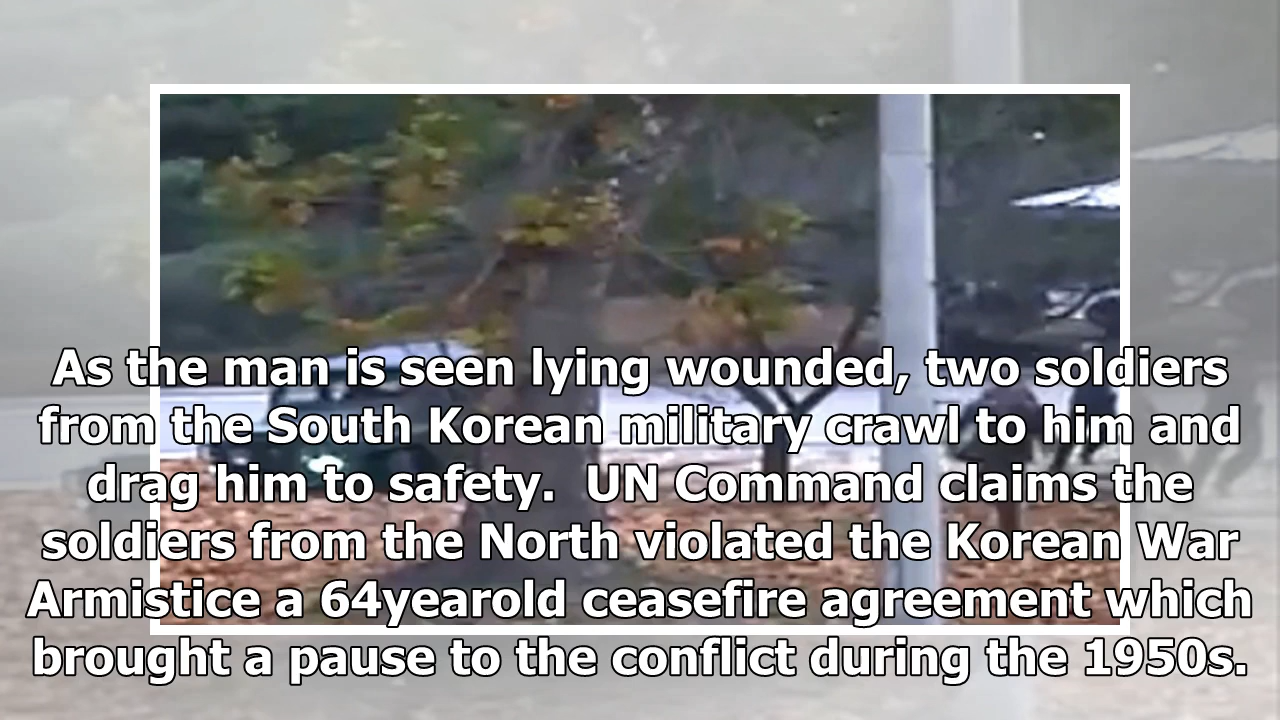 As the man is seen lying wounded, two soldiers
from the South Korean military crawl to him and
drag him to safety.  UN Command claims the
soldiers from the North violated the Korean War
Armistice a 64yearold ceasefire agreement which
brought a pause to the conflict during the 1950s.